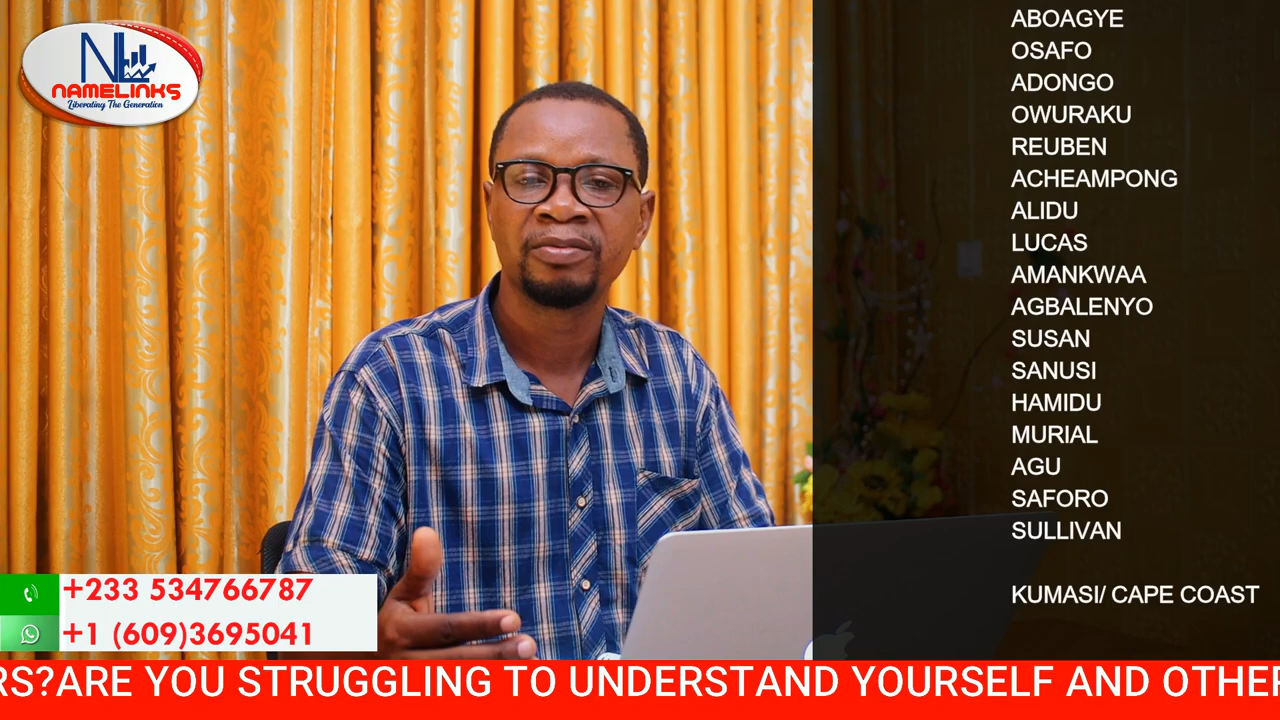 NL
NAMELINKS
Liberating The Generation
ABOAGYE
OSAFO
ADONGO
OWURAKU
REUBEN
ACHEAMPONG
ALIDU
LUCAS
AMANKWAA
AGBALENYO
SUSAN
SANUSI
HAMIDU
MURIAL
AGU
SAFORO
SULLIVAN
KUMASI/ CAPE COAST
+233 534766787
+1 (609)3695041
RS?ARE YOU STRUGGLING TO UNDERSTAND YOURSELF AND OTHER